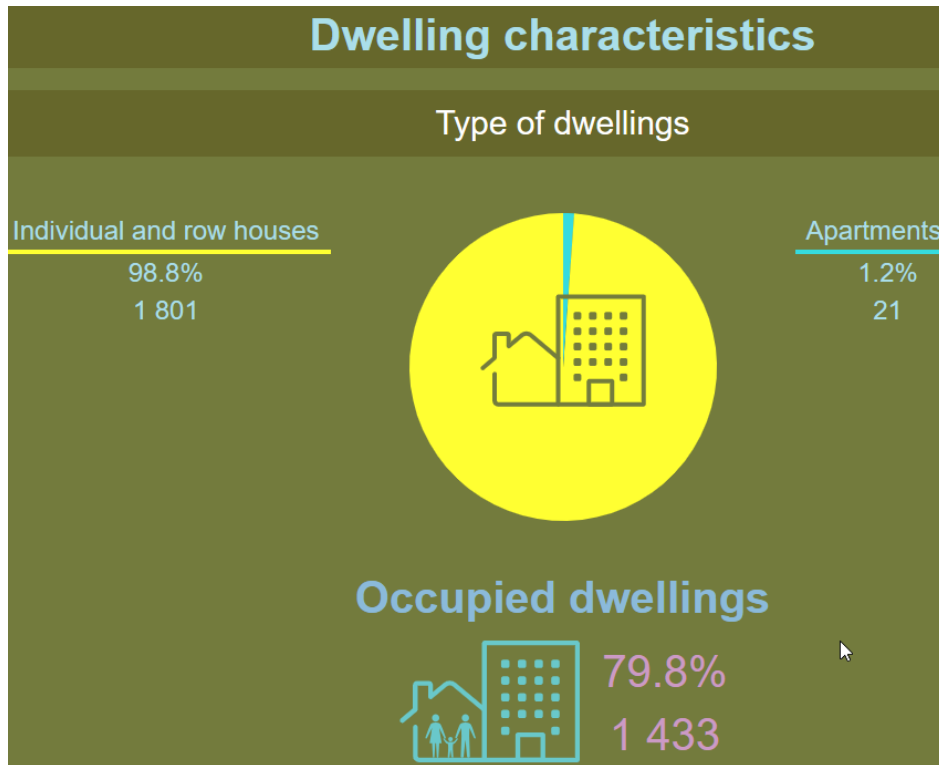 Dwelling characteristics
Type of dwellings
Individual and row houses
98.8%
1 801
Apartments
1.2%
21
Occupied dwellings
79.8%
1 433